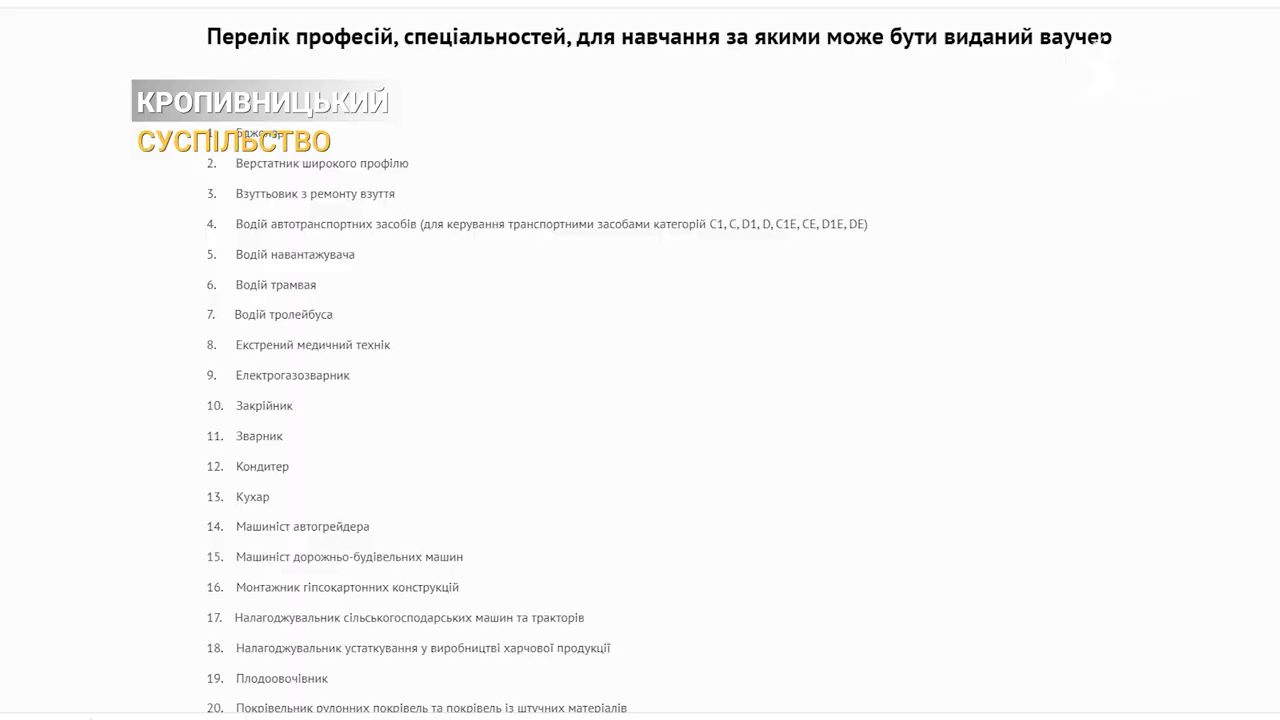 Перелік професій, спеціальностей, для навчання за якими може бути виданий ваучер
КРОПИВНИЦЬКИЙ
СУСПІЛЬСТВО
1.
2. Верстатник широкого профілю
3. Взуттьовик з ремонту взуття
4. Водій автотранспортних засобів (для керування транспортними засобами категорій C1, C, D1, D, C1E, CE, D1E, DE)
5. Водій навантажувача
6. Водій трамвая
7. Водій тролейбуса
8. Екстрений медичний технік
9. Електрогазозварник
10. Закрійник
11. Зварник
12. Кондитер
13. Кухар
14. Машиніст автогрейдера
15. Машиніст дорожньо-будівельних машин
16. Монтажник гіпсокартонних конструкцій
17. Налагоджувальник сільськогосподарських машин та тракторів
18. Налагоджувальник устаткування у виробництві харчової продукції
19. Плодоовочівник
20. Покрівельник рулонних покрівель та покрівель із штучних матеріалів